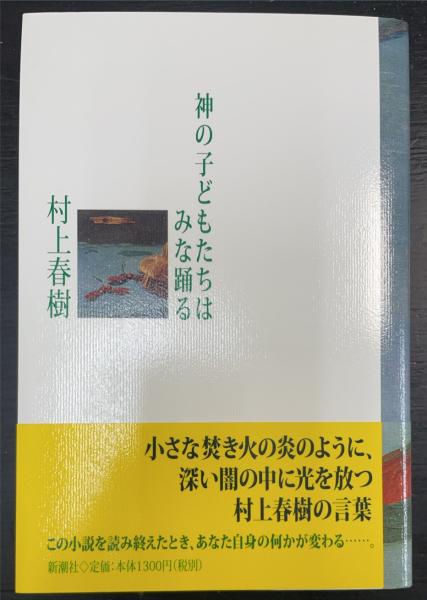 神の子どもたちは
みな踊る
村上春樹
小さな焚き火の炎のように、
深い闇の中に光を放つ
村上春樹の言葉
この小説を読み終えたとき、あなた自身の何かが変わる……。
新潮社◇定価：本体1300円（税別）